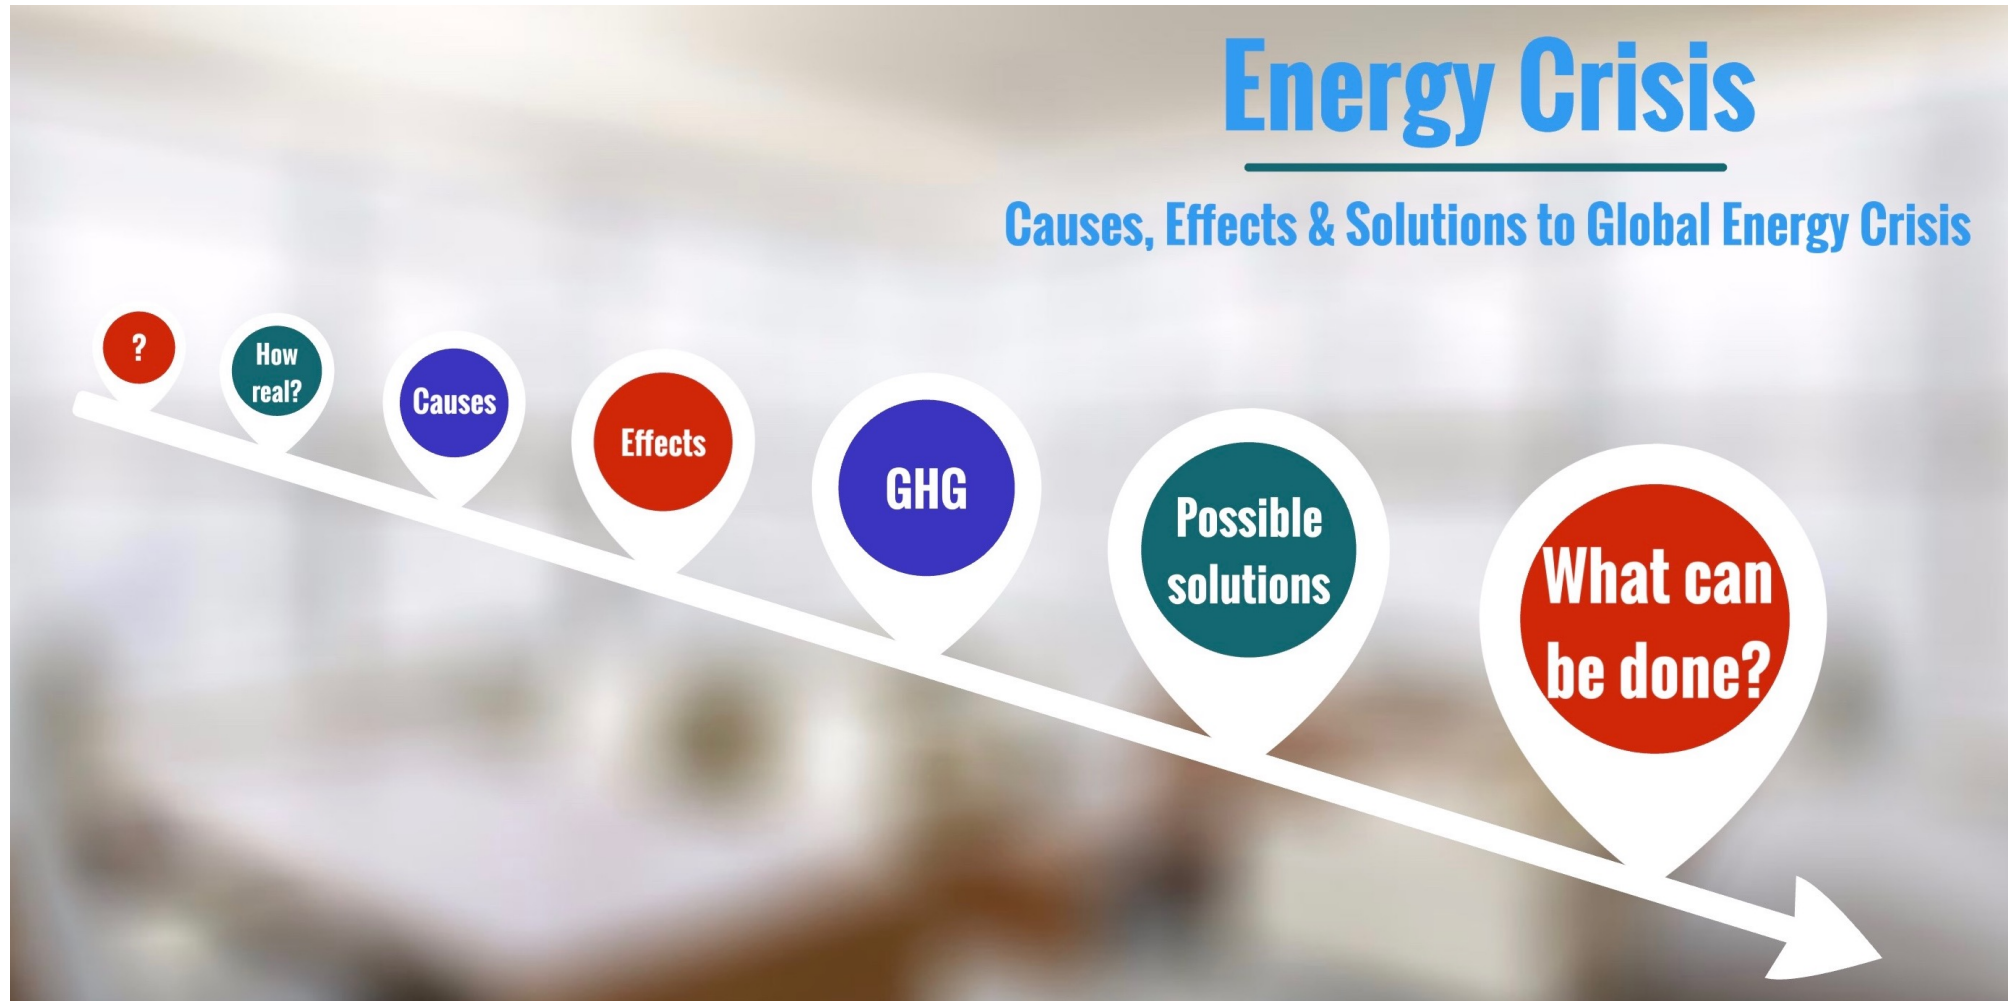 Energy Crisis
Causes, Effects & Solutions to Global Energy Crisis
?
How
real?
Causes
Effects
GHG
Possible
solutions
What can
be done?